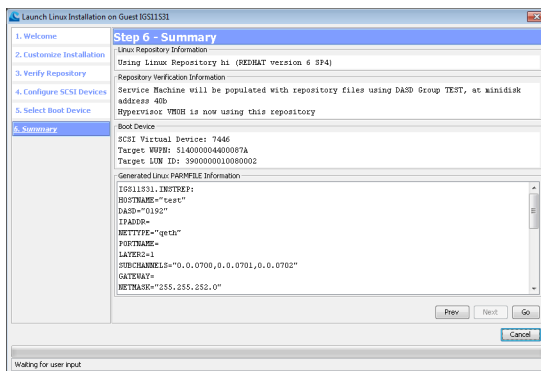 Launch Linux Installation on Guest IGS11S31
1. Welcome
2. Customize Installation
3. Verify Repository
4. Configure SCSI Devices
5. Select Boot Device
6. Summary
Step 6 - Summary
Linux Repository Information
Using Linux Repository hi (REDHAT version 6 SP4)
Repository Verification Information
Service Machine will be populated with repository files using DASD Group TEST, at minidisk
address 40b
Hypervisor VM0H is now using this repository
Boot Device
SCSI Virtual Device: 7446
Target WWPN: 514000004400087A
Target LUN ID: 3900000010080002
Generated Linux PARMFILE Information
IGS11S31.INSTREP:
HOSTNAME="test"
DASD="0192"
IPADDR=
NETTYPE="qeth"
PORTNAME=
LAYER2=1
SUBCHANNELS="0.0.0700,0.0.0701,0.0.0702"
GATEWAY=
NETMASK="255.255.252.0"
Prev Next Go
Cancel
Waiting for user input